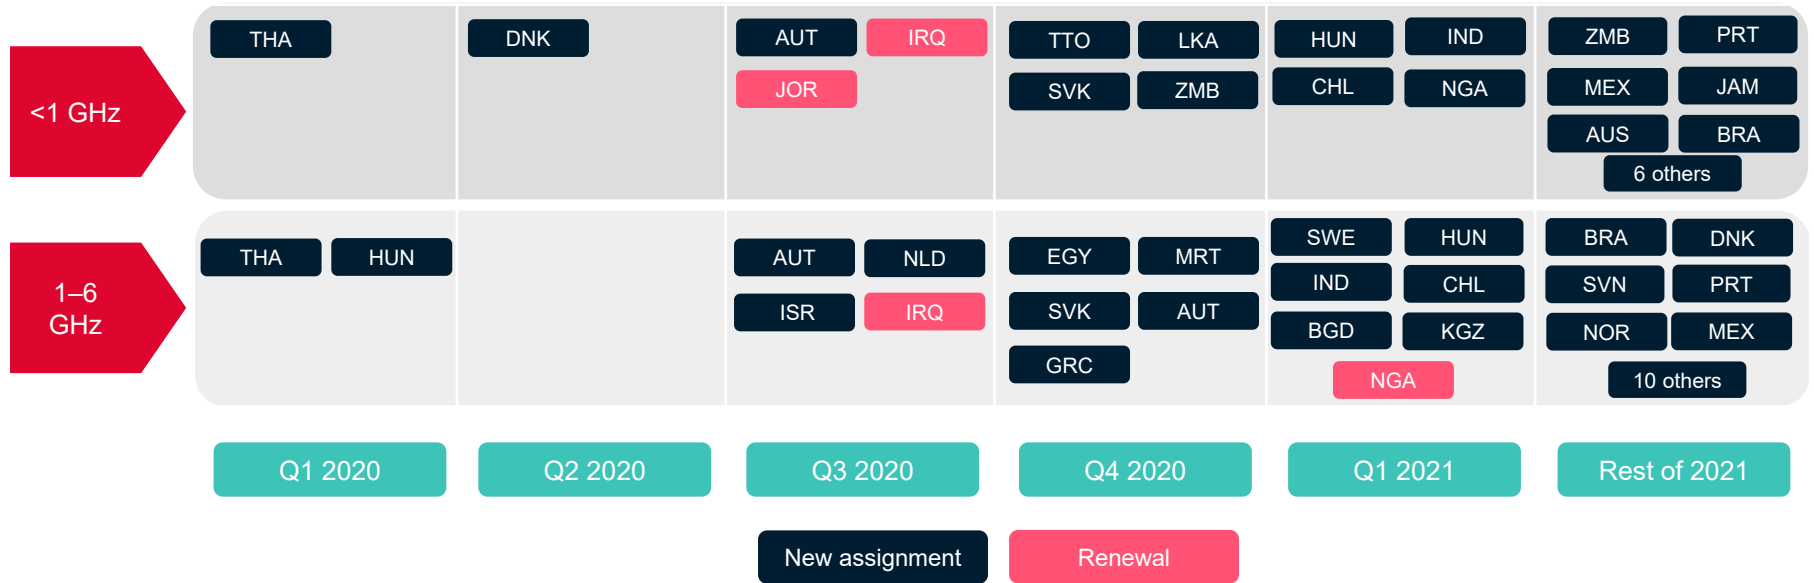 <1 GHz
THA
DNK
AUT IRQ
JOR
TTO LKA
SVK ZMB
HUN IND
CHL NGA
ZMB PRT
MEX JAM
AUS BRA
6 others
1–6
GHz
THA HUN
AUT NLD
ISR IRQ
EGY MRT
SVK AUT
GRC
SWE HUN
IND CHL
BGD KGZ
NGA
BRA DNK
SVN PRT
NOR MEX
10 others
Q1 2020 Q2 2020 Q3 2020 Q4 2020 Q1 2021 Rest of 2021
New assignment Renewal